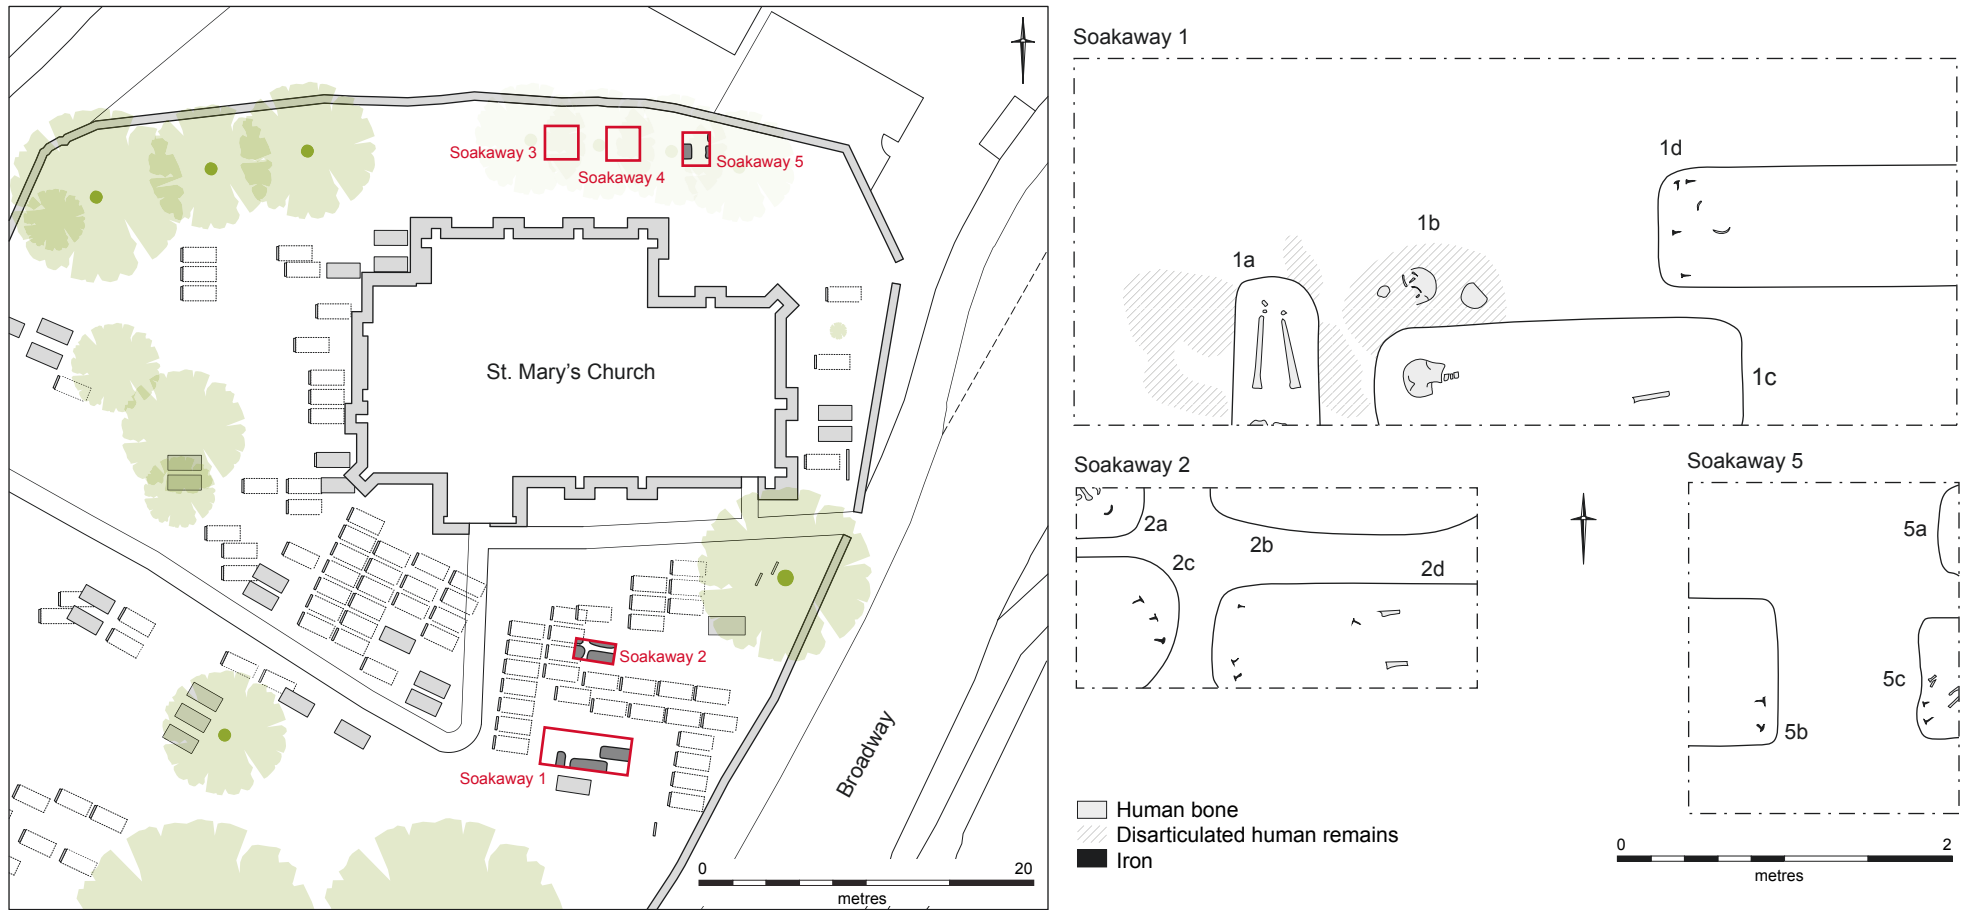 Soakaway 3
Soakaway 4
Soakaway 5
St. Mary's Church
Soakaway 2
Soakaway 1
Broadway
0
20
metres
Soakaway 1
1a
1b
1c
1d
Soakaway 2
2a
2b
2c
2d
Soakaway 5
5a
5b
5c
Human bone
Disarticulated human remains
Iron
0
2
metres